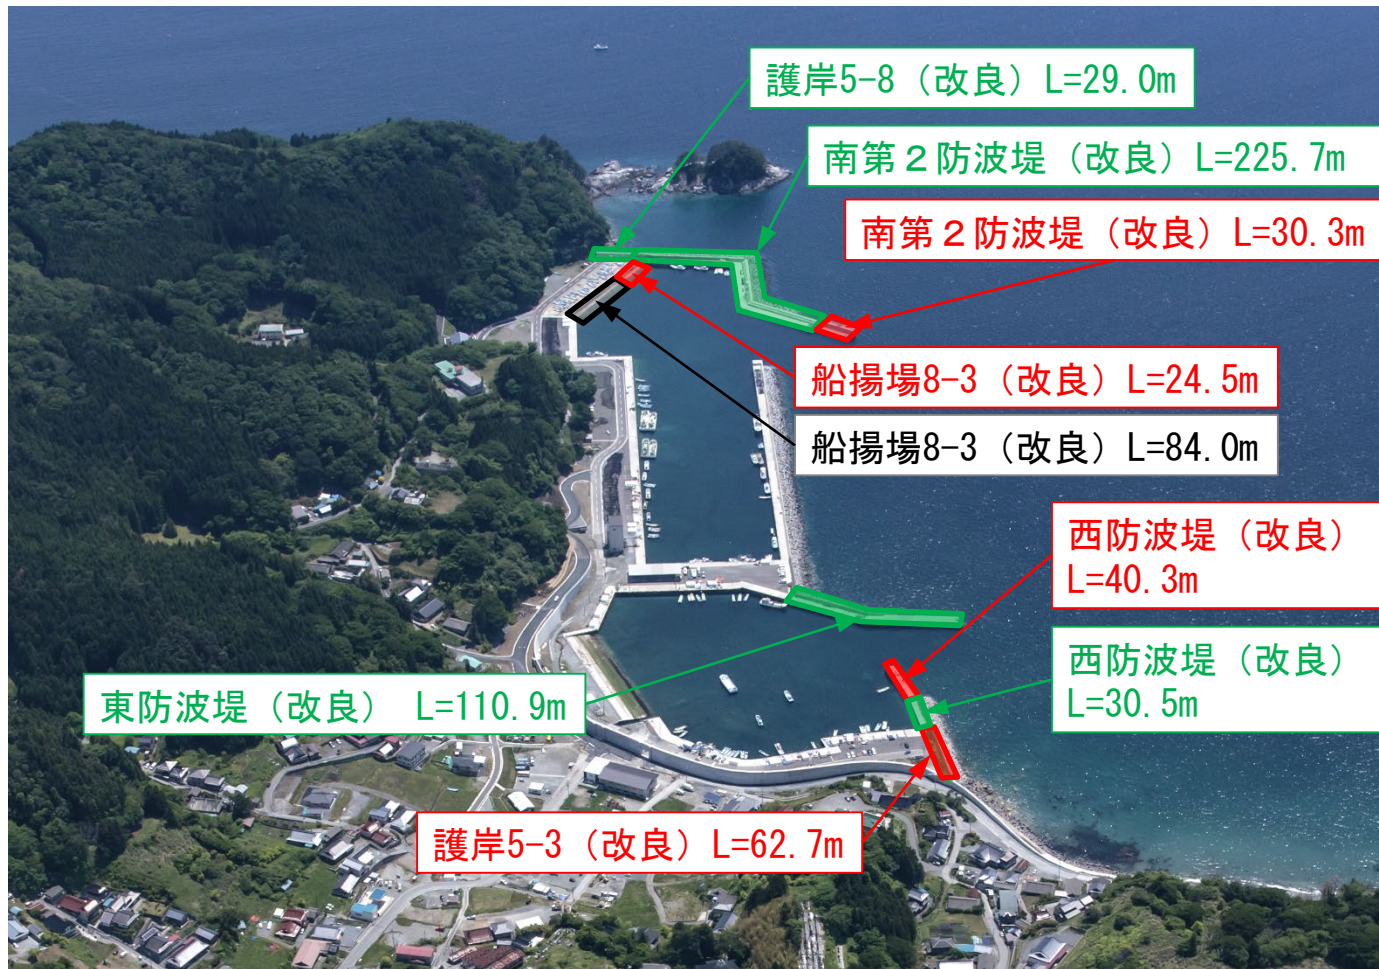 護岸5-8（改良）L=29.0m
南第２防波堤（改良）L=225.7m
南第２防波堤（改良）L=30.3m
船揚場8-3（改良）L=24.5m
船揚場8-3（改良）L=84.0m
西防波堤（改良）
L=40.3m
西防波堤（改良）
L=30.5m
東防波堤（改良）　L=110.9m
護岸5-3（改良）L=62.7m